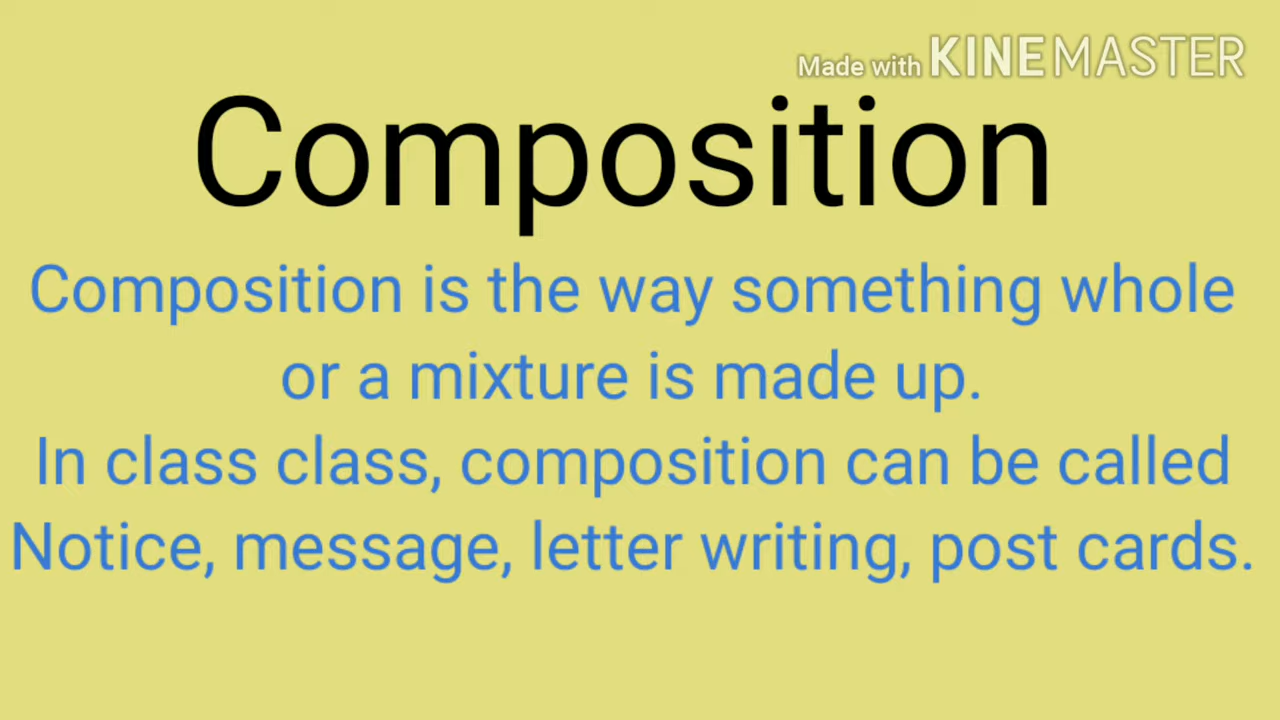 Made with KINEMASTER
Composition
Composition is the way something whole
or a mixture is made up.
In class class, composition can be called
Notice, message, letter writing, post cards.